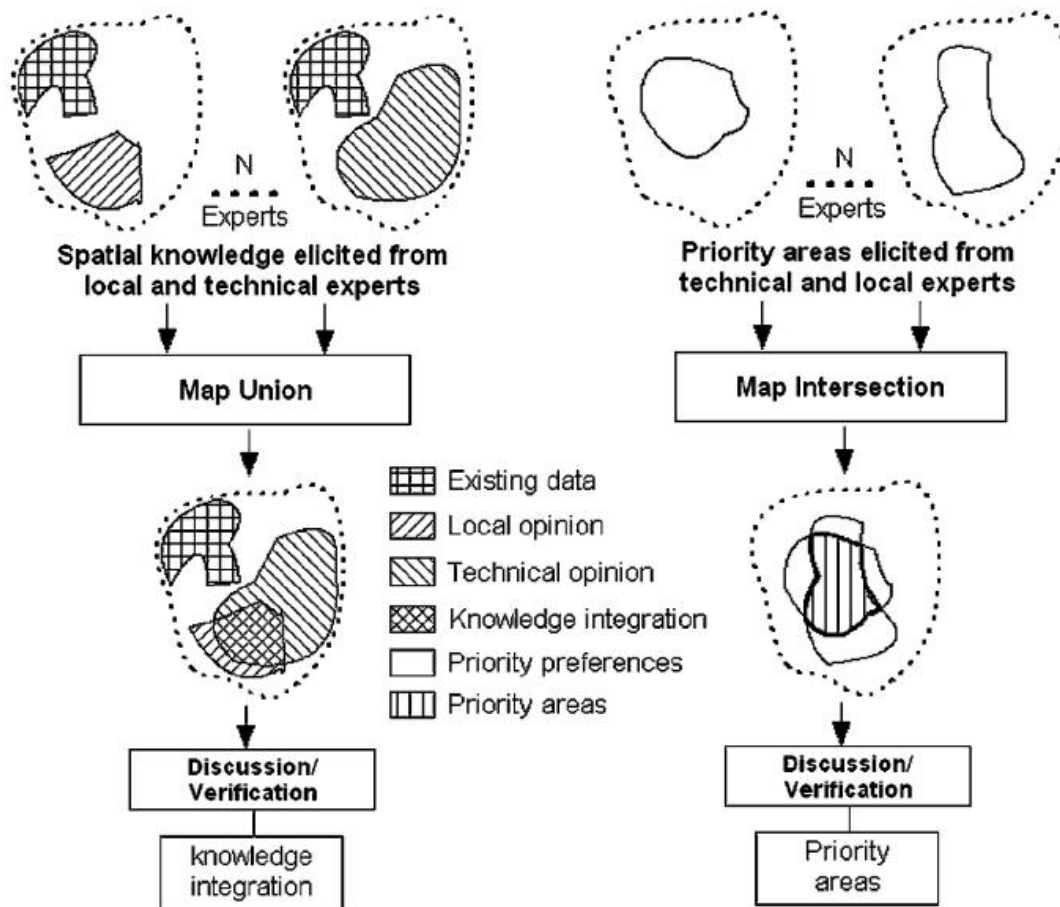 N
Experts
Spatial knowledge elicited from
local and technical experts
Map Union
Existing data
Local opinion
Technical opinion
Knowledge integration
Priority preferences
Priority areas
Discussion/
Verification
knowledge
integration
N
Experts
Priority areas elicited from
technical and local experts
Map Intersection
Discussion/
Verification
Priority
areas